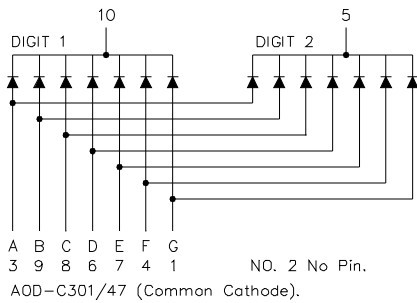 10 5
DIGIT 1 DIGIT 2
A B C D E F G
3 9 8 6 7 4 1 NO. 2 No Pin.
AOD-C301/47 (Common Cathode).